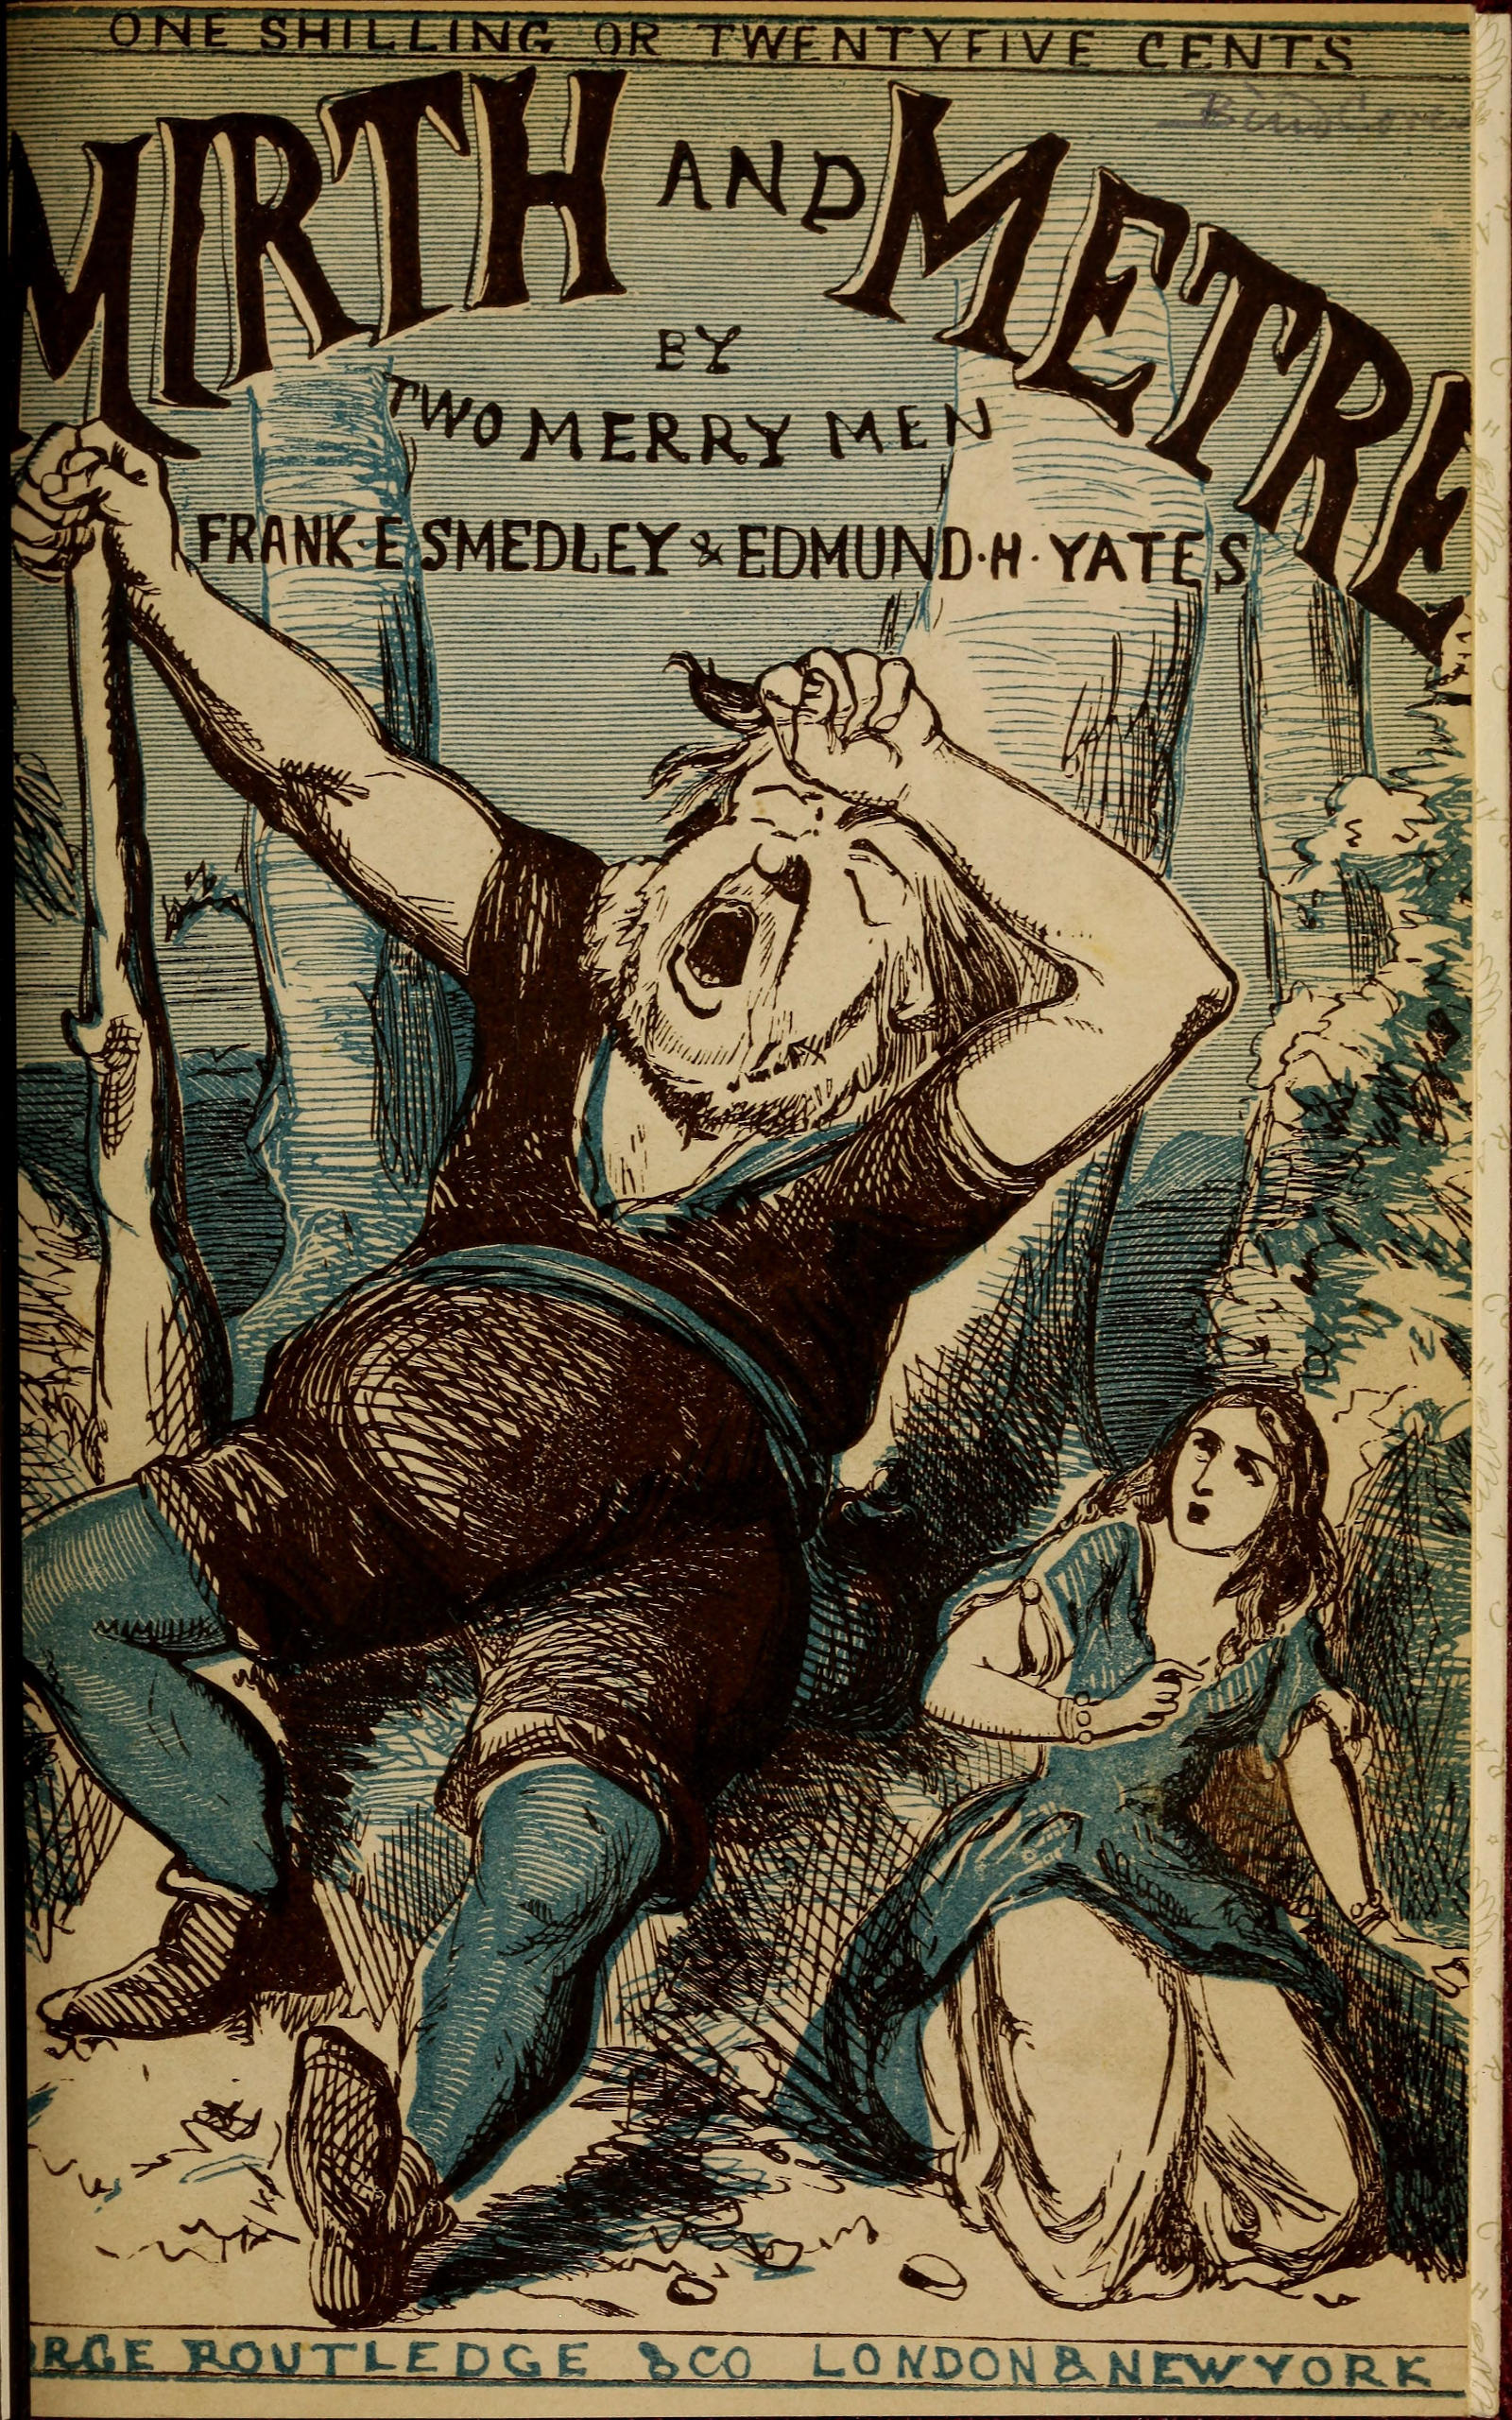 ONE SHILLING OR TWENTYFIVE CENTS
MIRTH AND METRE
BY
TWO MERRY MEN
FRANK·E·SMEDLEY & EDMUND·H·YATES
ORGE ROUTLEDGE &CO LONDON & NEWYORK